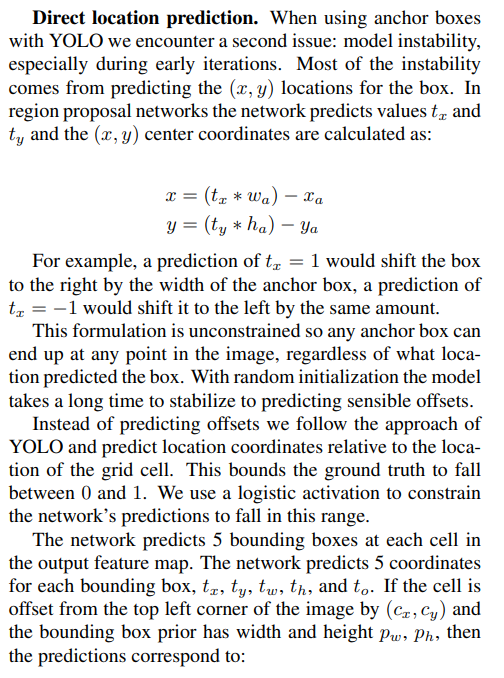 Direct location prediction. When using anchor boxes
with YOLO we encounter a second issue: model instability,
especially during early iterations. Most of the instability
comes from predicting the (x, y) locations for the box. In
region proposal networks the network predicts values tₓ and
t_y and the (x, y) center coordinates are calculated as:
x = (tₓ * wₐ) − xₐ
y = (t_y * hₐ) − yₐ
For example, a prediction of tₓ = 1 would shift the box
to the right by the width of the anchor box, a prediction of
tₓ = −1 would shift it to the left by the same amount.
This formulation is unconstrained so any anchor box can
end up at any point in the image, regardless of what loca-
tion predicted the box. With random initialization the model
takes a long time to stabilize to predicting sensible offsets.
Instead of predicting offsets we follow the approach of
YOLO and predict location coordinates relative to the loca-
tion of the grid cell. This bounds the ground truth to fall
between 0 and 1. We use a logistic activation to constrain
the network's predictions to fall in this range.
The network predicts 5 bounding boxes at each cell in
the output feature map. The network predicts 5 coordinates
for each bounding box, tₓ, t_y, t_w, t_h, and t_o. If the cell is
offset from the top left corner of the image by (cₓ, c_y) and
the bounding box prior has width and height p_w, p_h, then
the predictions correspond to: